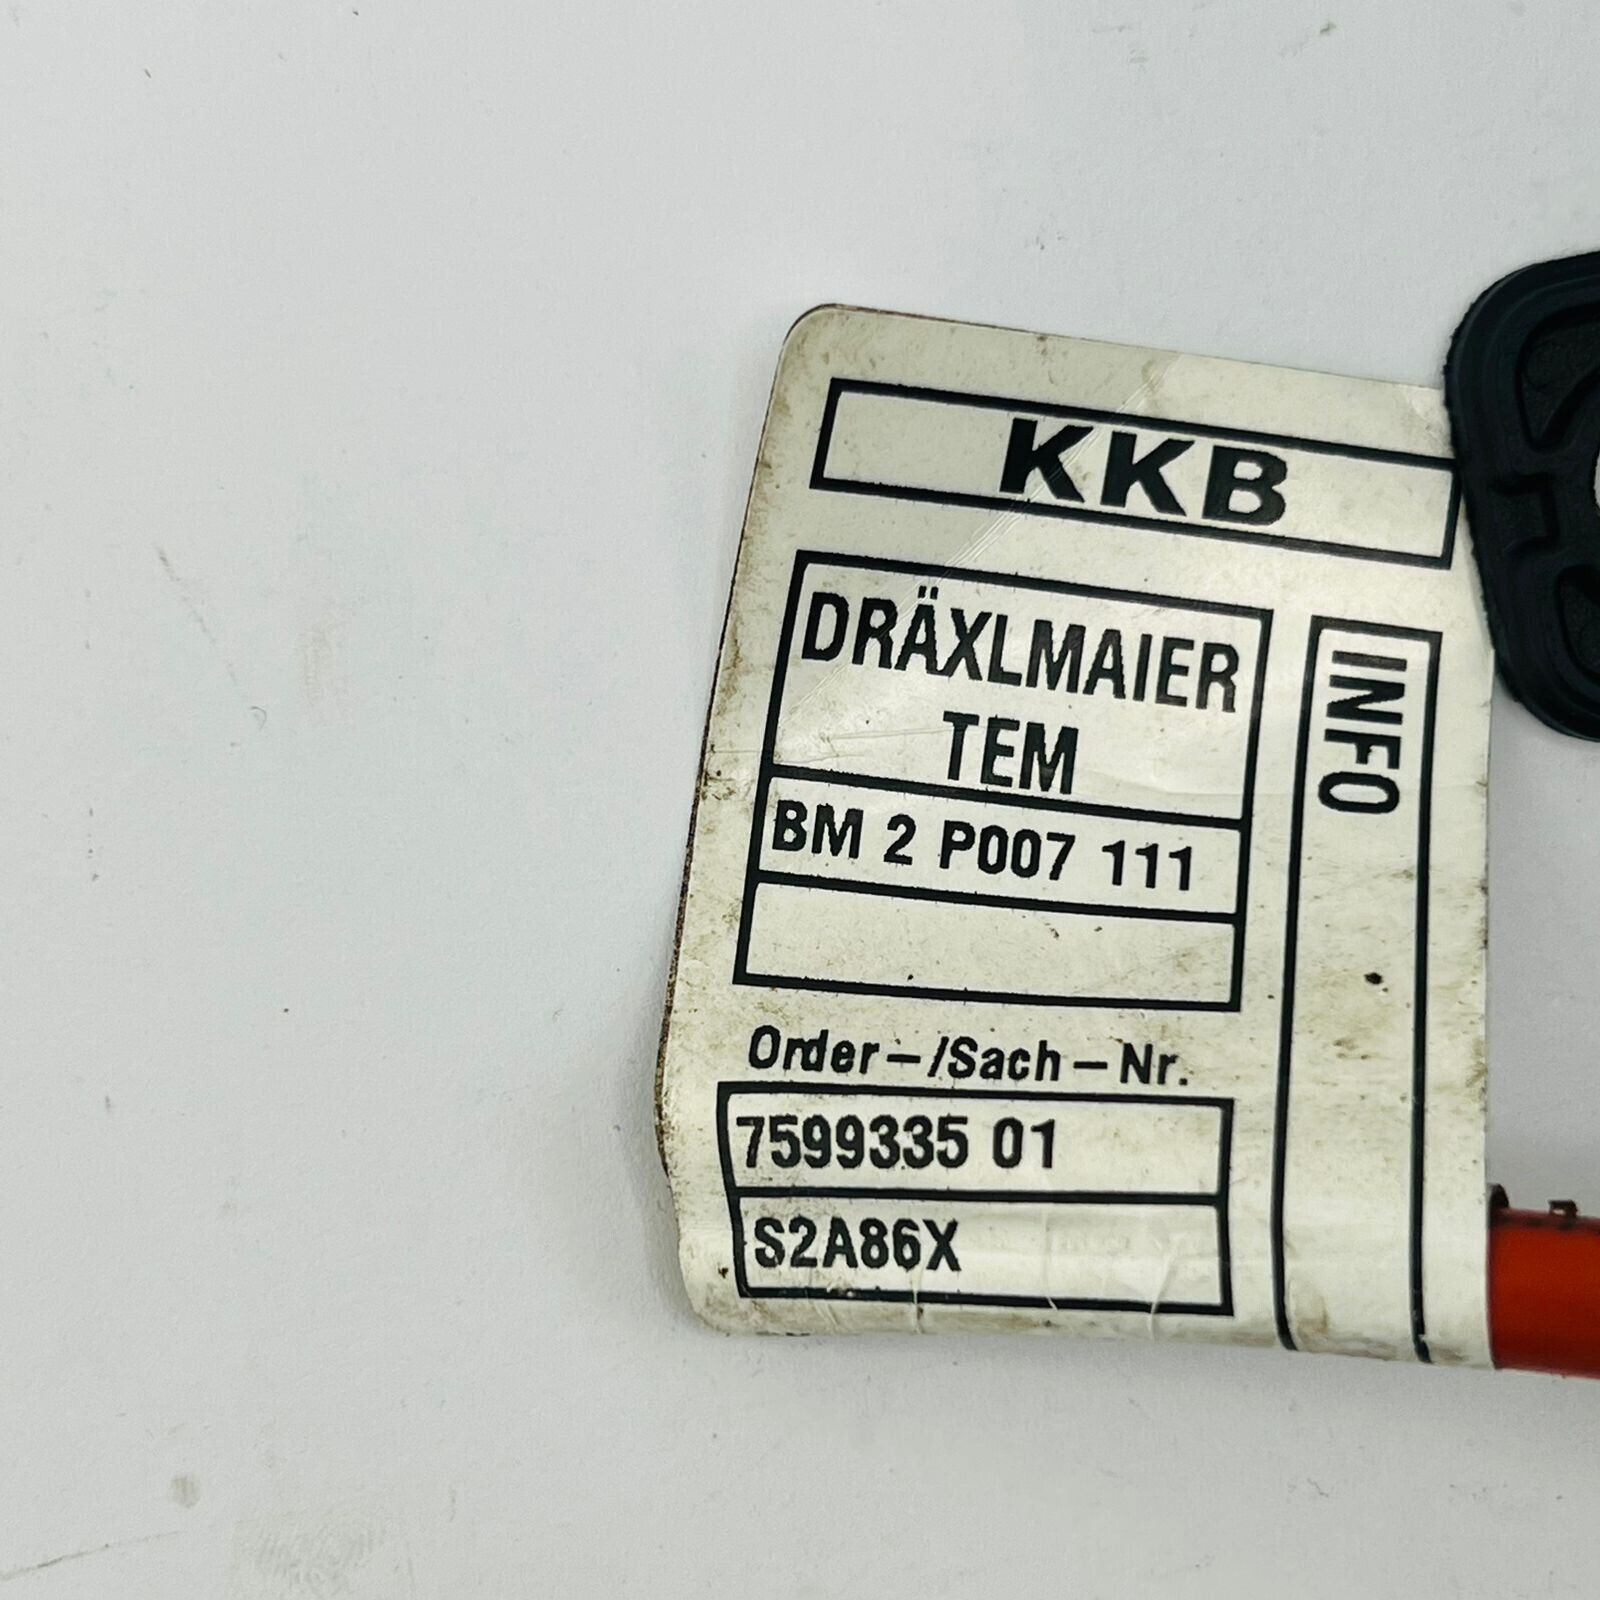 KKB
DRÄXLMAIER
TEM
BM 2 P007 111
INFO
Order-/Sach-Nr.
7599335 01
S2A86X